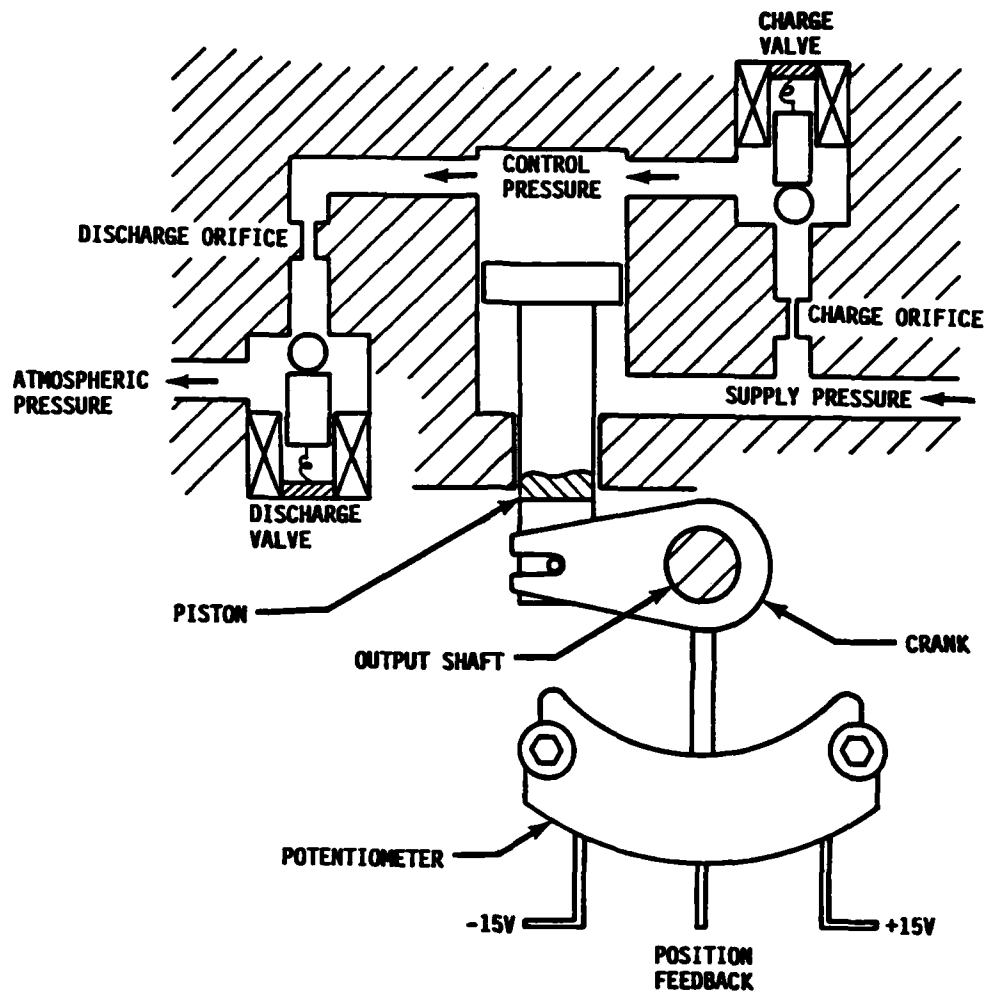 CHARGE
VALVE
CONTROL
PRESSURE
DISCHARGE ORIFICE
CHARGE ORIFICE
ATMOSPHERIC
PRESSURE
SUPPLY PRESSURE
DISCHARGE
VALVE
PISTON
OUTPUT SHAFT
CRANK
POTENTIOMETER
-15V
+15V
POSITION
FEEDBACK